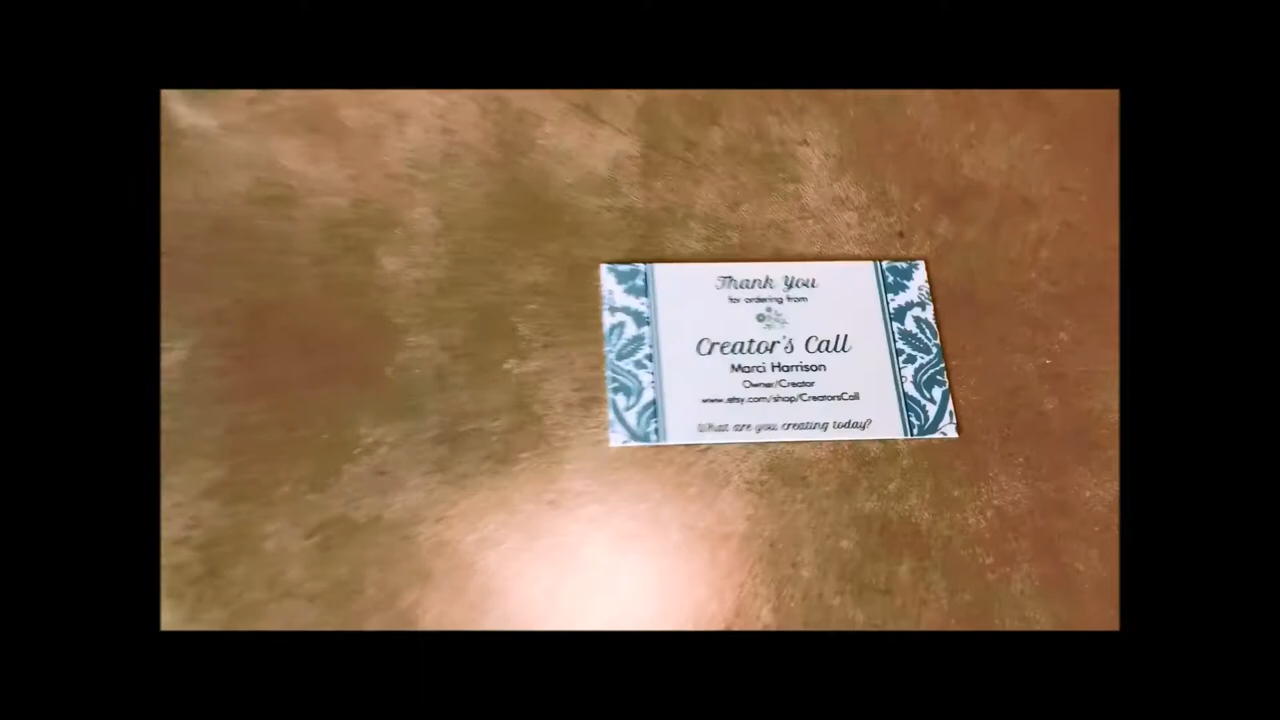 Thank You
for ordering from
Creator's Call
Marci Harrison
Owner/Creator
www.etsy.com/shop/CreatorsCall
What are you creating today?